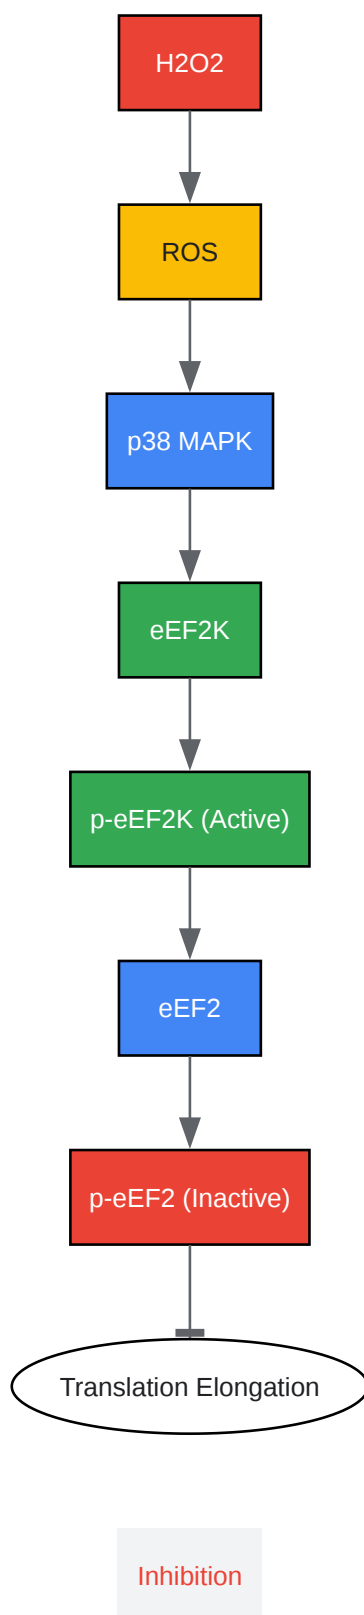 H2O2
ROS
p38 MAPK
eEF2K
p-eEF2K (Active)
eEF2
p-eEF2 (Inactive)
Translation Elongation
Inhibition